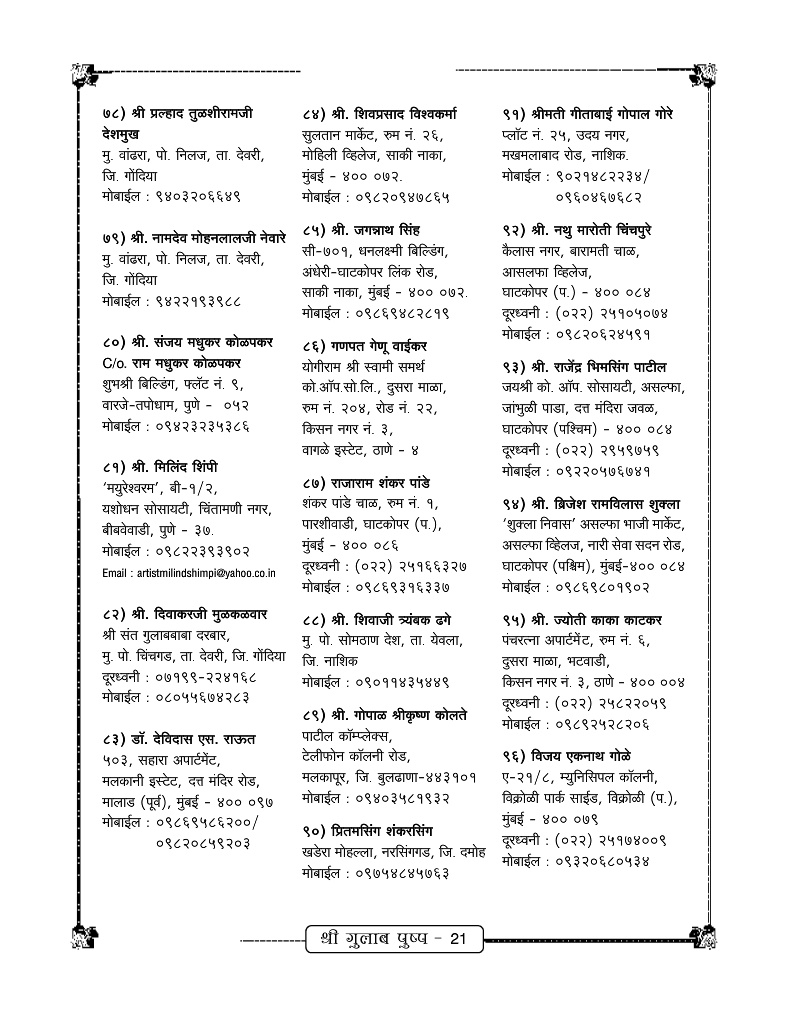 ७८) श्री प्रल्हाद तुळशीरामजी
देशमुख
मु. वांढरा, पो. निलज, ता. देवरी,
जि. गोंदिया
मोबाईल : ९४०३२०६६४९
७९) श्री. नामदेव मोहनलालजी नेवारे
मु. वांढरा, पो. निलज, ता. देवरी,
जि. गोंदिया
मोबाईल : ९४२२१९३९८८
८०) श्री. संजय मधुकर कोळपकर
C/o. राम मधुकर कोळपकर
शुभश्री बिल्डिंग, फ्लॅट नं. ९,
वारजे-तपोधाम, पुणे - ०५२
मोबाईल : ०९४२३२३५३८६
८१) श्री. मिलिंद शिंपी
'मयुरेश्वरम', बी-१/२,
यशोधन सोसायटी, चिंतामणी नगर,
बीबवेवाडी, पुणे - ३७.
मोबाईल : ०९८२२३९३९०२
Email : artistmilindshimpi@yahoo.co.in
८२) श्री. दिवाकरजी मुळकळवार
श्री संत गुलाबबाबा दरबार,
मु. पो. चिंचगड, ता. देवरी, जि. गोंदिया
दूरध्वनी : ०७१९९-२२४१६८
मोबाईल : ०८०५५६७४२८३
८३) डॉ. देविदास एस. राऊत
५०३, सहारा अपार्टमेंट,
मलकानी इस्टेट, दत्त मंदिर रोड,
मालाड (पूर्व), मुंबई - ४०० ०९७
मोबाईल : ०९८६९५८६२००/
०९८२०८५९२०३
८४) श्री. शिवप्रसाद विश्वकर्मा
सुलतान मार्केट, रुम नं. २६,
मोहिली व्हिलेज, साकी नाका,
मुंबई - ४०० ०७२.
मोबाईल : ०९८२०९४७८६५
८५) श्री. जगन्नाथ सिंह
सी-७०१, धनलक्ष्मी बिल्डिंग,
अंधेरी-घाटकोपर लिंक रोड,
साकी नाका, मुंबई - ४०० ०७२.
मोबाईल : ०९८६९४८२८१९
८६) गणपत गेणू वाईकर
योगीराम श्री स्वामी समर्थ
को.ऑप.सो.लि., दुसरा माळा,
रुम नं. २०४, रोड नं. २२,
किसन नगर नं. ३,
वागळे इस्टेट, ठाणे - ४
८७) राजाराम शंकर पांडे
शंकर पांडे चाळ, रुम नं. १,
पारशीवाडी, घाटकोपर (प.),
मुंबई - ४०० ०८६
दूरध्वनी : (०२२) २५१६६३२७
मोबाईल : ०९८६९३१६३३७
८८) श्री. शिवाजी त्र्यंबक ढगे
मु. पो. सोमठाण देश, ता. येवला,
जि. नाशिक
मोबाईल : ०९०११४३५४४९
८९) श्री. गोपाळ श्रीकृष्ण कोलते
पाटील कॉम्प्लेक्स,
टेलीफोन कॉलनी रोड,
मलकापूर, जि. बुलढाणा-४४३१०१
मोबाईल : ०९४०३५८१९३२
९०) प्रितमसिंग शंकरसिंग
खडेरा मोहल्ला, नरसिंगगड, जि. दमोह
मोबाईल : ०९७५४८४५७६३
९१) श्रीमती गीताबाई गोपाल गोरे
प्लॉट नं. २५, उदय नगर,
मखमलाबाद रोड, नाशिक.
मोबाईल : ९०२१४८२२३४/
०९६०४६७६८२
९२) श्री. नथु मारोती चिंचपुरे
कैलास नगर, बारामती चाळ,
आसलफा व्हिलेज,
घाटकोपर (प.) - ४०० ०८४
दूरध्वनी : (०२२) २५१०५०७४
मोबाईल : ०९८२०६२४५९१
९३) श्री. राजेंद्र भिमसिंग पाटील
जयश्री को. ऑप. सोसायटी, असल्फा,
जांभुळी पाडा, दत्त मंदिरा जवळ,
घाटकोपर (पश्चिम) - ४०० ०८४
दूरध्वनी : (०२२) २९५९७५९
मोबाईल : ०९२२०५७६७४१
९४) श्री. ब्रिजेश रामविलास शुक्ला
'शुक्ला निवास' असल्फा भाजी मार्केट,
असल्फा व्हिेलज, नारी सेवा सदन रोड,
घाटकोपर (पश्चिम), मुंबई-४०० ०८४
मोबाईल : ०९८६९८०१९०२
९५) श्री. ज्योती काका काटकर
पंचरत्ना अपार्टमेंट, रुम नं. ६,
दुसरा माळा, भटवाडी,
किसन नगर नं. ३, ठाणे - ४०० ००४
दूरध्वनी : (०२२) २५८२२०५९
मोबाईल : ०९८९२५२८२०६
९६) विजय एकनाथ गोळे
ए-२१/८, म्युनिसिपल कॉलनी,
विक्रोळी पार्क साईड, विक्रोळी (प.),
मुंबई - ४०० ०७९
दूरध्वनी : (०२२) २५१७४००९
मोबाईल : ०९३२०६८०५३४
श्री गुलाब पुष्प - 21